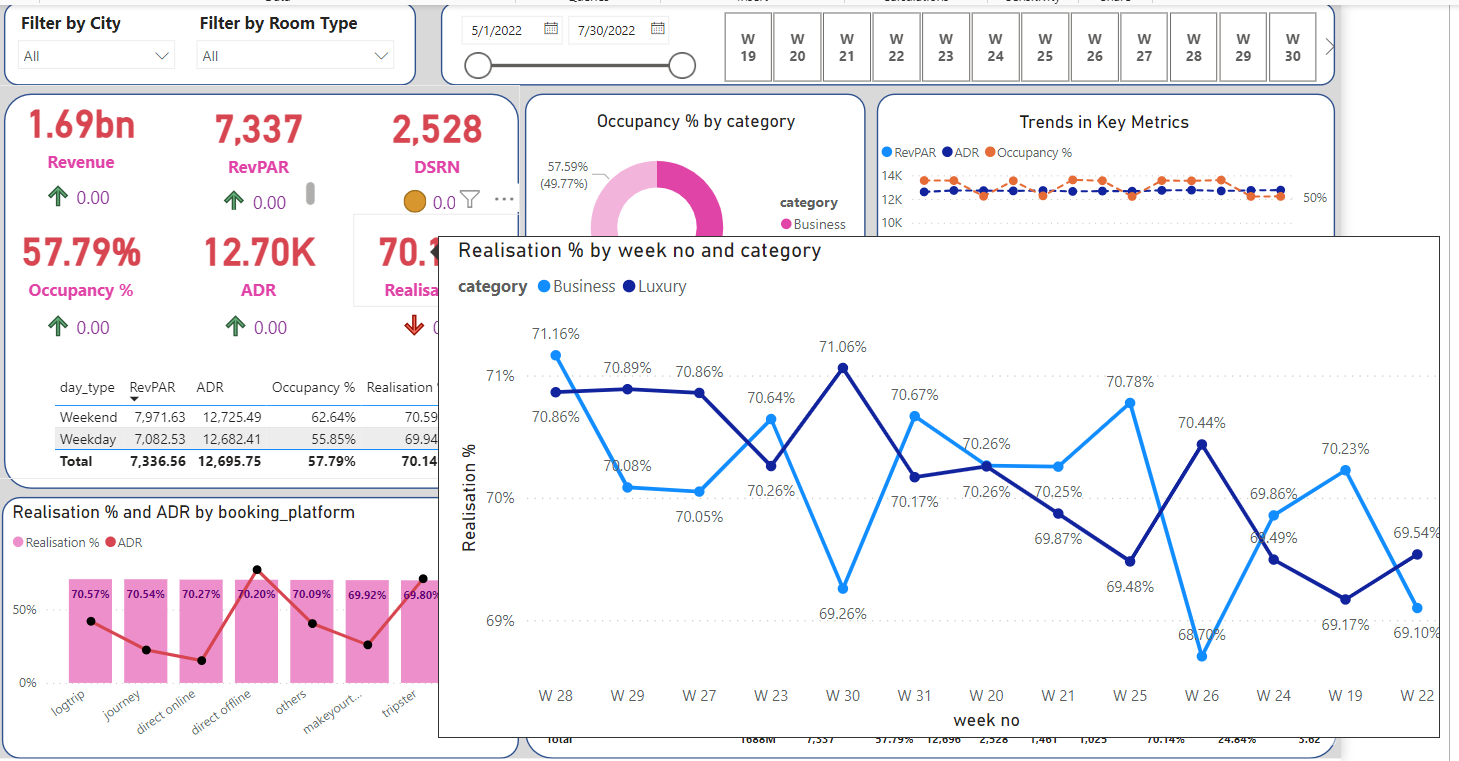 Filter by City
Filter by Room Type
All
All
5/1/2022
7/30/2022
W 19
W 20
W 21
W 22
W 23
W 24
W 25
W 26
W 27
W 28
W 29
W 30
1.69bn
Revenue
0.00
7,337
RevPAR
0.00
2,528
DSRN
0.0
57.79%
Occupancy %
0.00
12.70K
ADR
0.00
70.1
Realisa
day_type RevPAR ADR Occupancy % Realisation
Weekend 7,971.63 12,725.49 62.64% 70.59
Weekday 7,082.53 12,682.41 55.85% 69.94
Total 7,336.56 12,695.75 57.79% 70.14
Occupancy % by category
57.59%
(49.77%)
category
Business
Trends in Key Metrics
RevPAR ADR Occupancy %
14K
12K
10K
50%
Realisation % by week no and category
category Business Luxury
71.16%
71.06%
70.89%
70.86%
70.64%
70.67%
70.78%
71%
70.86%
70.44%
70.08%
70.26%
70.23%
70.26%
70.17%
70.26%
70.25%
69.86%
70%
70.05%
69.87%
69.49%
69.54%
69.48%
69.26%
69%
68.70%
69.17%
69.10%
Realisation %
W 28 W 29 W 27 W 23 W 30 W 31 W 20 W 21 W 25 W 26 W 24 W 19 W 22
week no
Realisation % and ADR by booking_platform
Realisation % ADR
70.57% 70.54% 70.27% 70.20% 70.09% 69.92% 69.80%
50%
0%
logtrip
journey
direct online
direct offline
others
makeyourt...
tripster
Total 1688M 7,337 57.79% 12,696 2,528 1,461 1,025 70.14% 24.84% 3.62